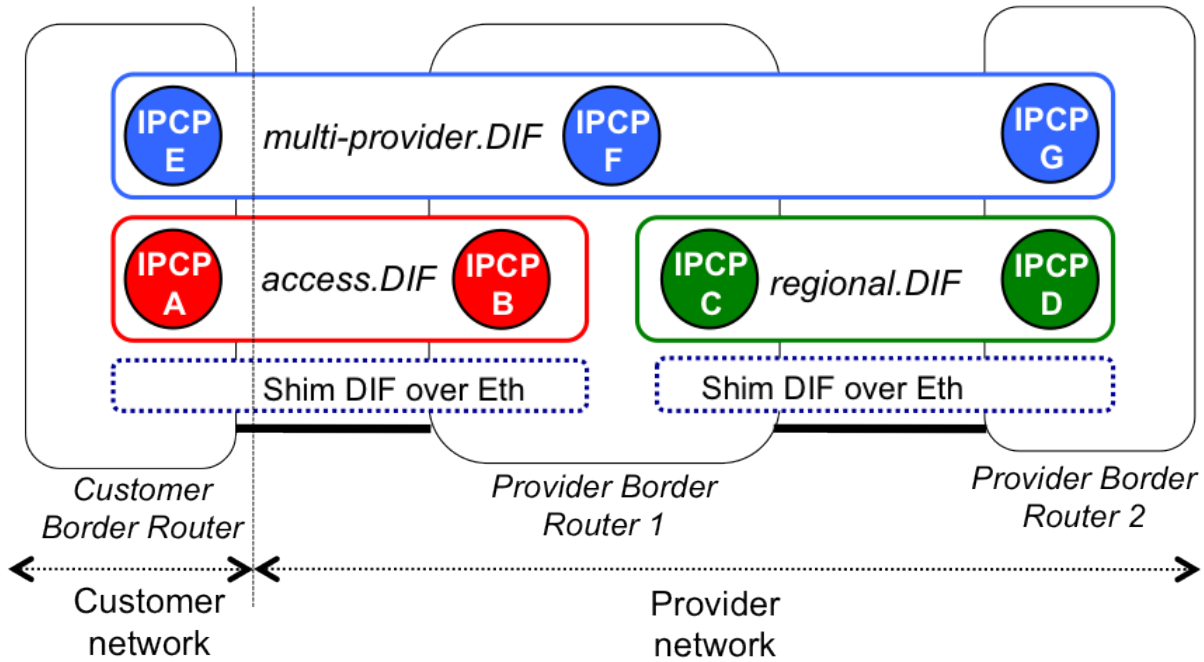 IPCP
E
multi-provider.DIF
IPCP
F
IPCP
G
IPCP
A
access.DIF
IPCP
B
IPCP
C
regional.DIF
IPCP
D
Shim DIF over Eth
Shim DIF over Eth
Customer
Border Router
Provider Border
Router 1
Provider Border
Router 2
Customer
network
Provider
network